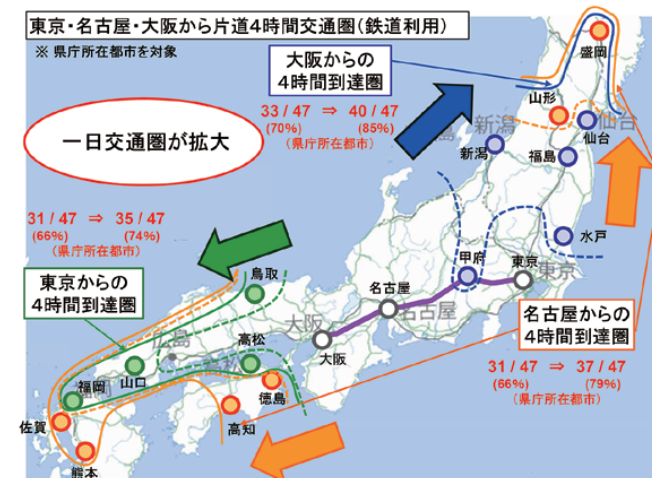 東京・名古屋・大阪から片道4時間交通圏(鉄道利用)
※ 県庁所在都市を対象
大阪からの
4時間到達圏
33 / 47 ⇒ 40 / 47
(70%) (85%)
(県庁所在都市)
一日交通圏が拡大
31 / 47 ⇒ 35 / 47
(66%) (74%)
(県庁所在都市)
東京からの
4時間到達圏
盛岡
山形
仙台
仙台
新潟
新潟
福島
水戸
甲府
東京
東京
名古屋
名古屋
大阪
大阪
鳥取
高松
広島
山口
福岡
徳島
高知
佐賀
熊本
名古屋からの
4時間到達圏
31 / 47 ⇒ 37 / 47
(66%) (79%)
(県庁所在都市)